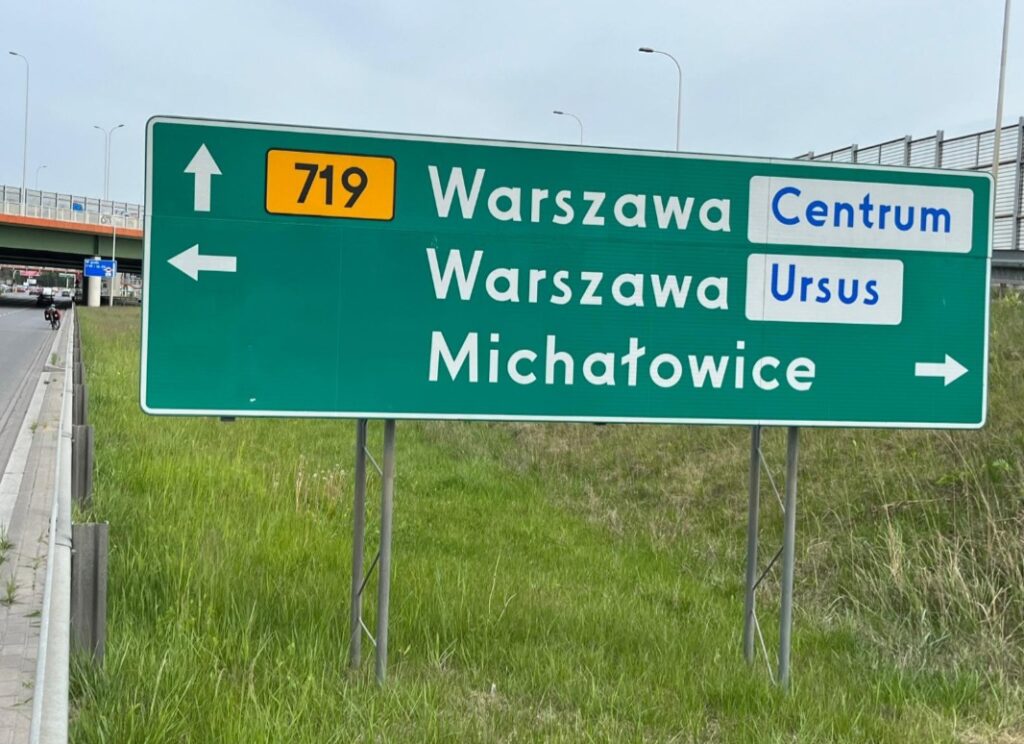 719 Warszawa Centrum
Warszawa Ursus
Michałowice